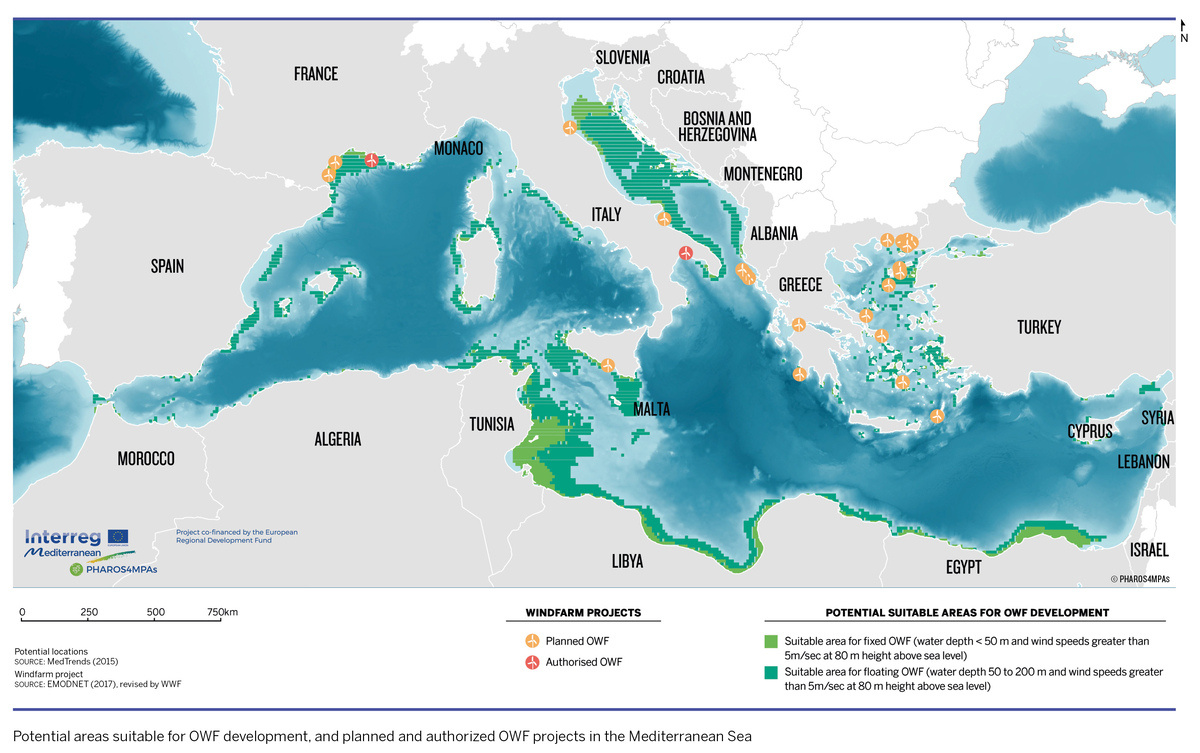 N
SLOVENIA
FRANCE
CROATIA
BOSNIA AND
HERZEGOVINA
MONACO
MONTENEGRO
ITALY
ALBANIA
SPAIN
GREECE
TURKEY
MALTA
SYRIA
TUNISIA
CYPRUS
ALGERIA
MOROCCO
LEBANON
Interreg
Mediterranean
PHAROS4MPAs
Project co-financed by the European
Regional Development Fund
ISRAEL
LIBYA
EGYPT
© PHAROS4MPAs
0 250 500 750km
WINDFARM PROJECTS
Planned OWF
Authorised OWF
POTENTIAL SUITABLE AREAS FOR OWF DEVELOPMENT
Suitable area for fixed OWF (water depth < 50 m and wind speeds greater than
5m/sec at 80 m height above sea level)
Suitable area for floating OWF (water depth 50 to 200 m and wind speeds greater
than 5m/sec at 80 m height above sea level)
Potential locations
SOURCE: MedTrends (2015)
Windfarm project
SOURCE: EMODNET (2017), revised by WWF
Potential areas suitable for OWF development, and planned and authorized OWF projects in the Mediterranean Sea